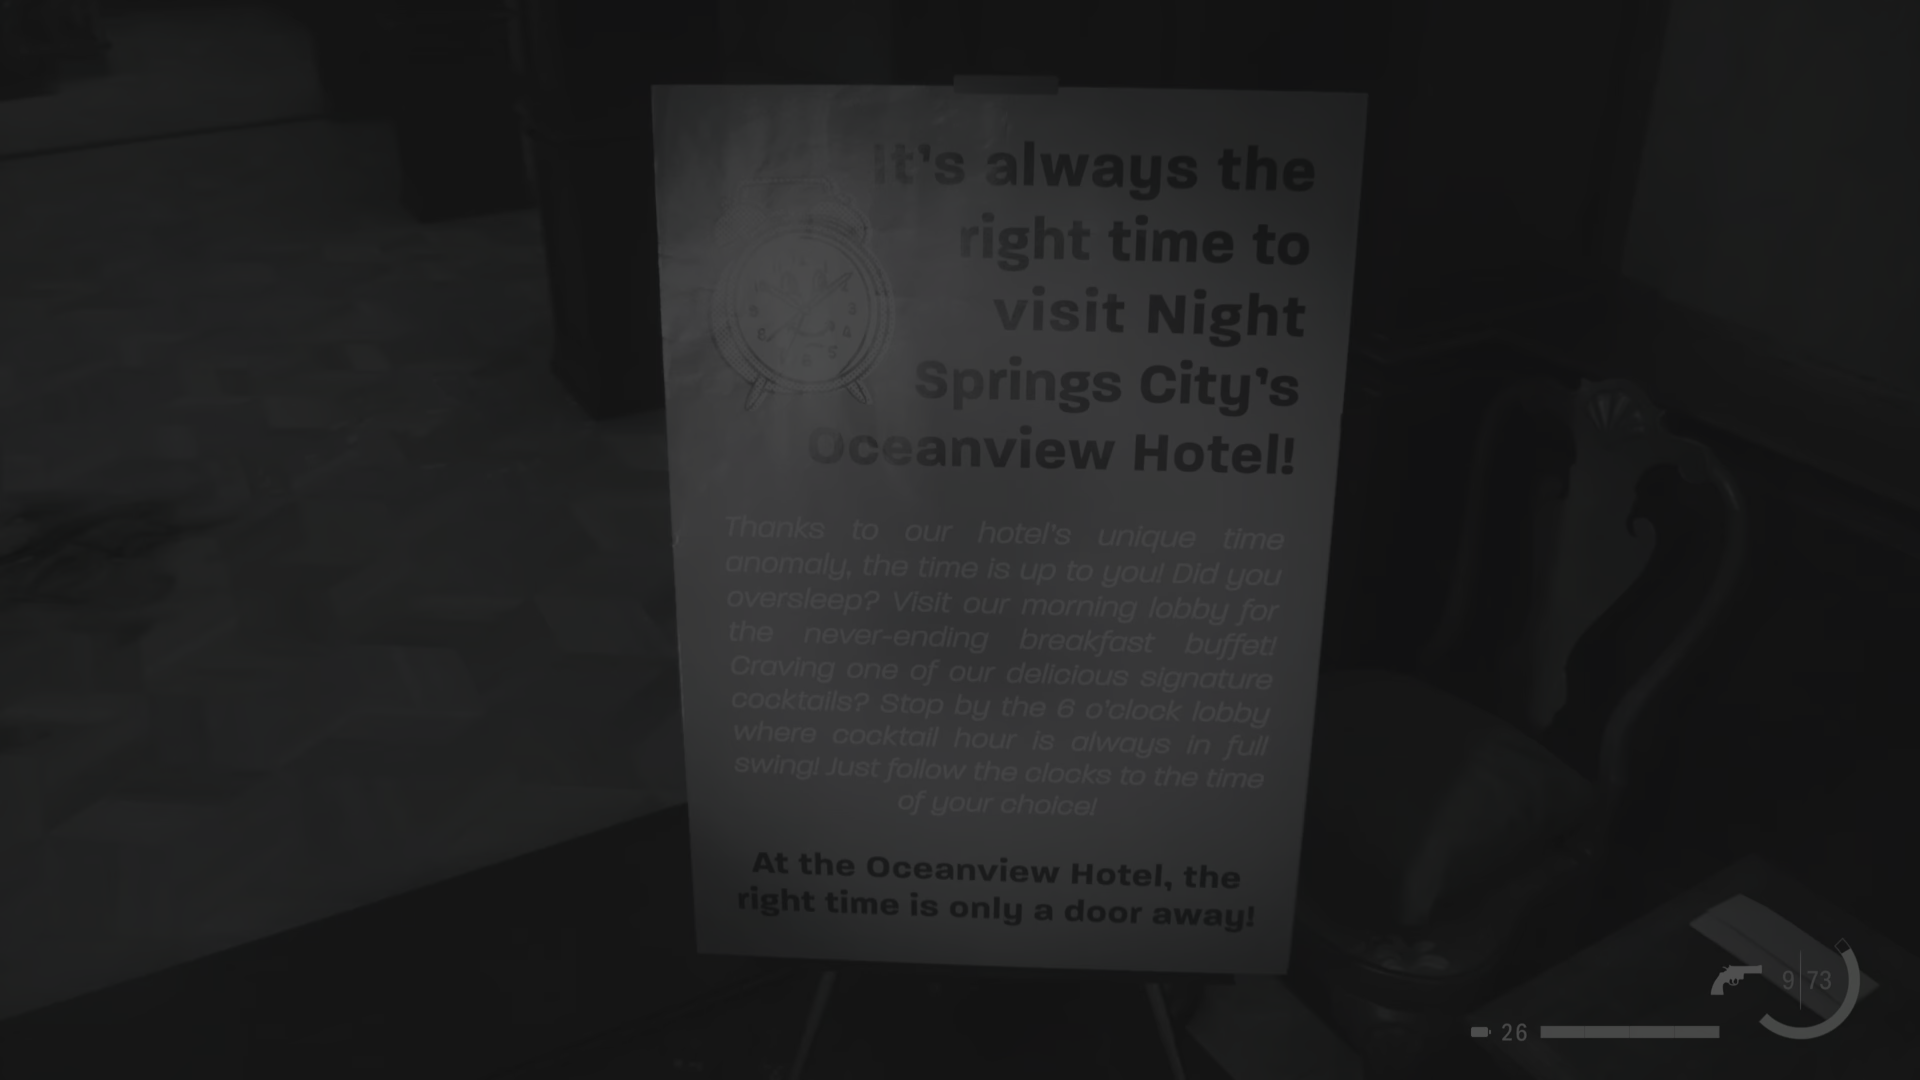 It's always the
right time to
visit Night
Springs City's
Oceanview Hotel!
Thanks to our hotel's unique time
anomaly, the time is up to you! Did you
oversleep? Visit our morning lobby for
the never-ending breakfast buffet!
Craving one of our delicious signature
cocktails? Stop by the 6 o'clock lobby
where cocktail hour is always in full
swing! Just follow the clocks to the time
of your choice!
At the Oceanview Hotel, the
right time is only a door away!
9 73
26